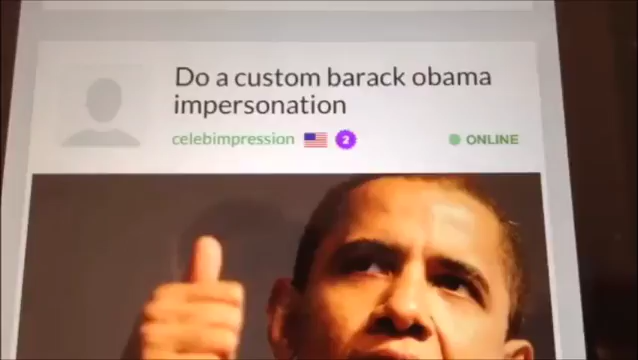 Do a custom barack obama
impersonation
celebimpression 2 ONLINE